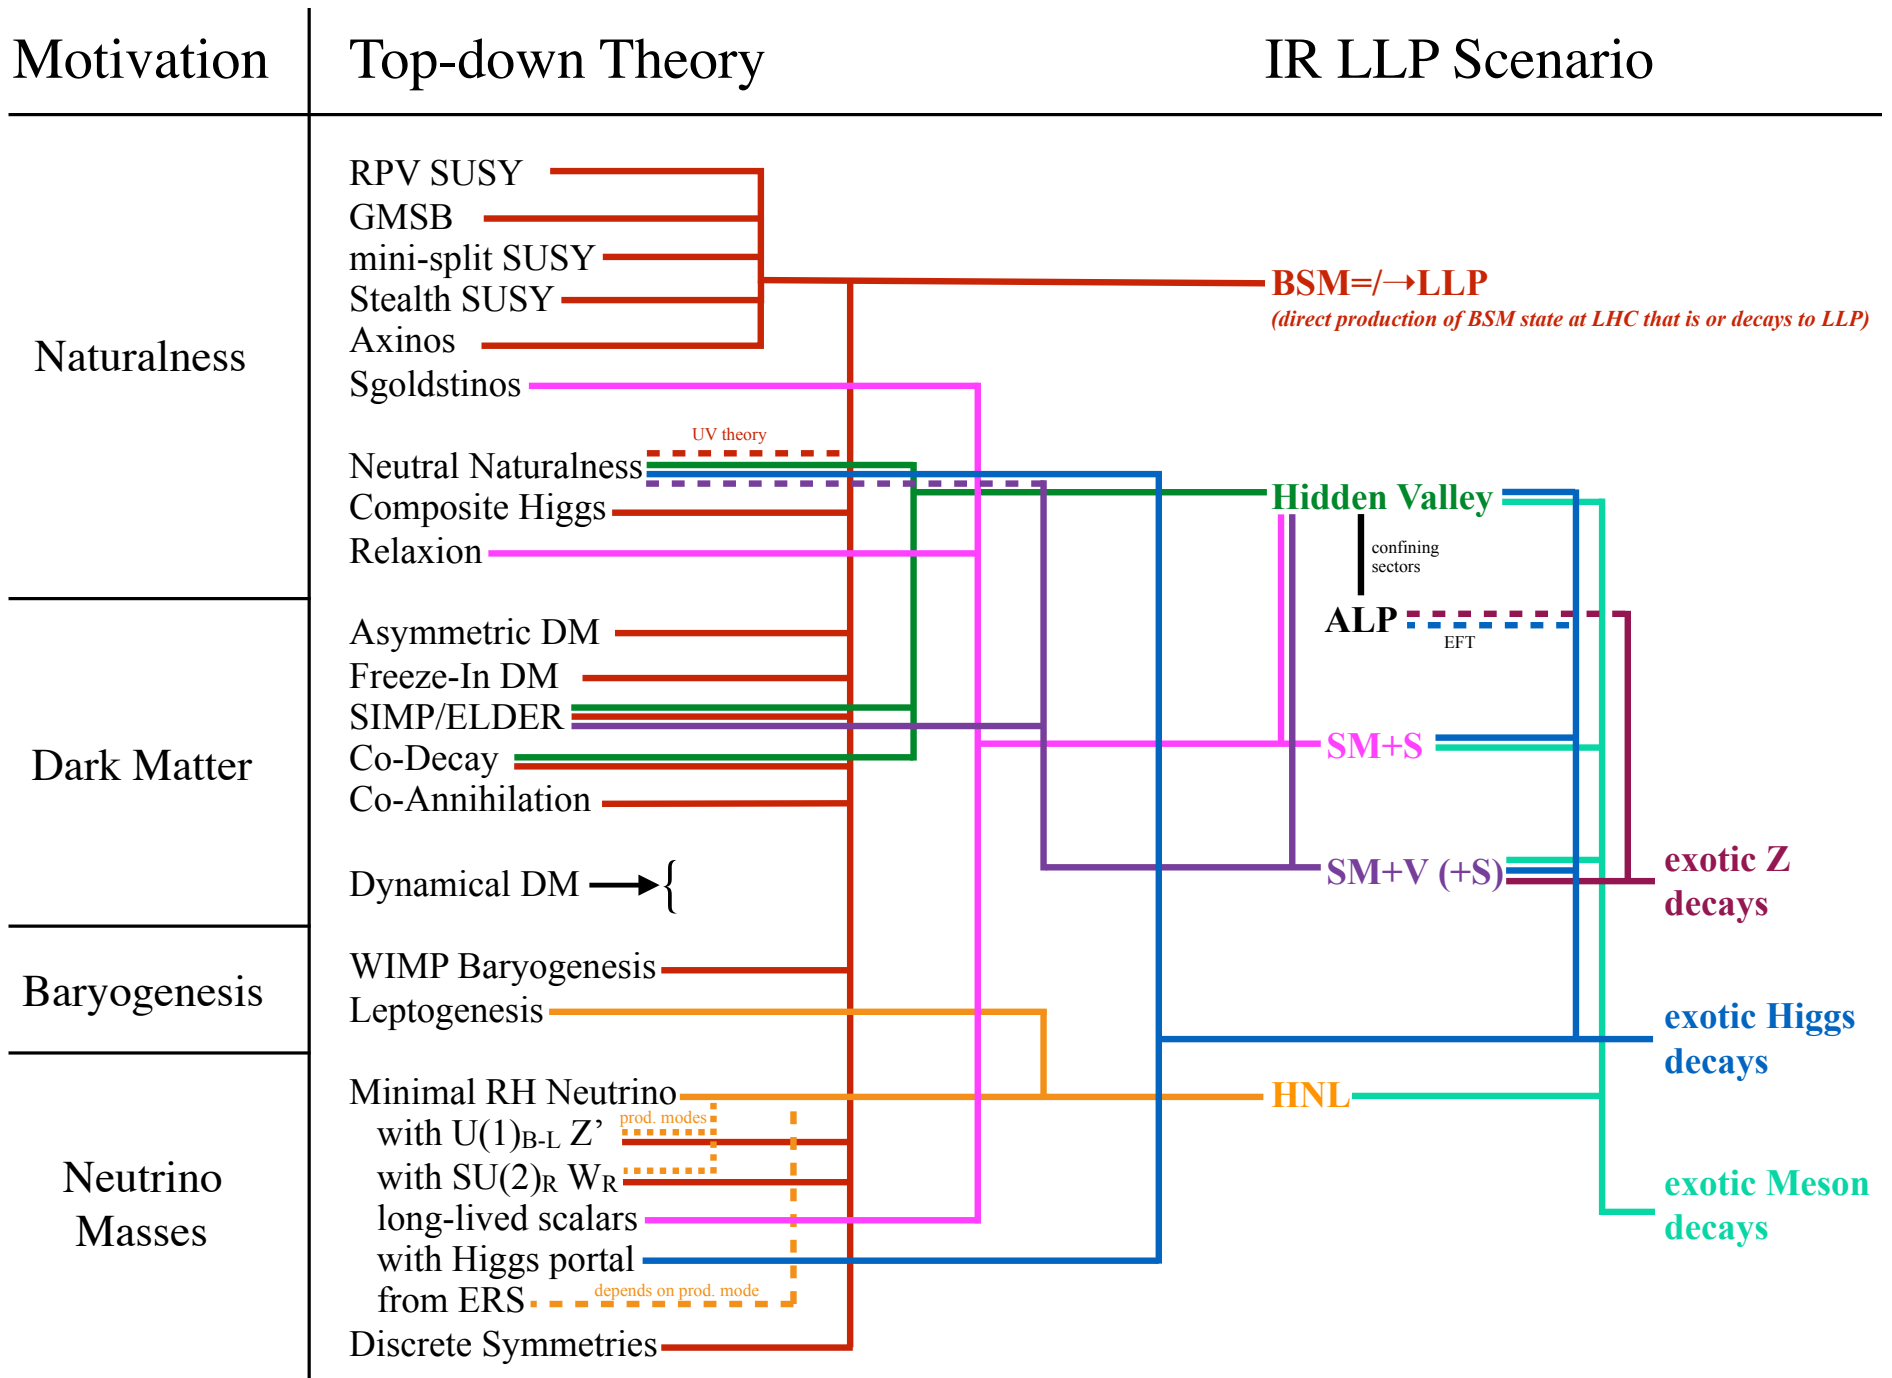 Motivation
Top-down Theory
IR LLP Scenario
Naturalness
RPV SUSY
GMSB
mini-split SUSY
Stealth SUSY
Axinos
Sgoldstinos
UV theory
Neutral Naturalness
Composite Higgs
Relaxion
BSM=/→LLP
(direct production of BSM state at LHC that is or decays to LLP)
Hidden Valley
confining
sectors
ALP
EFT
Dark Matter
Asymmetric DM
Freeze-In DM
SIMP/ELDER
Co-Decay
Co-Annihilation
Dynamical DM {
SM+S
SM+V (+S)
exotic Z
decays
Baryogenesis
WIMP Baryogenesis
Leptogenesis
exotic Higgs
decays
Neutrino
Masses
Minimal RH Neutrino
prod. modes
with U(1)B-L Z’
with SU(2)R WR
long-lived scalars
with Higgs portal
from ERS
depends on prod. mode
Discrete Symmetries
HNL
exotic Meson
decays